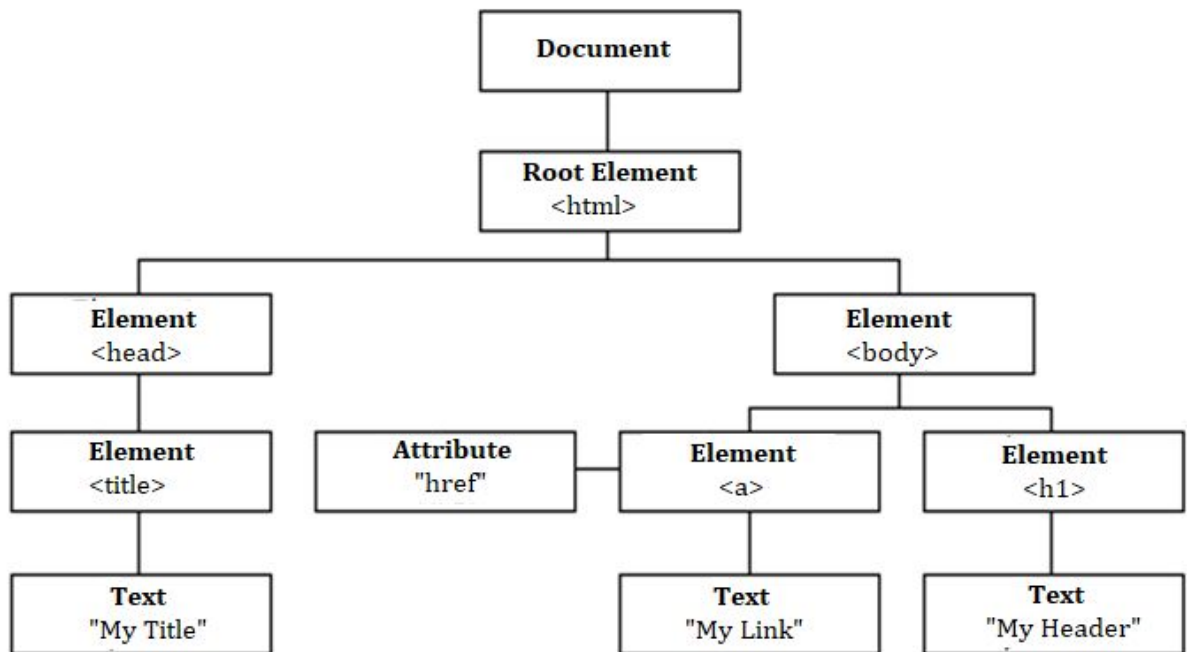 Document
Root Element
<html>
Element
<head>
Element
<body>
Element
<title>
Attribute
"href"
Element
<a>
Element
<h1>
Text
"My Title"
Text
"My Link"
Text
"My Header"